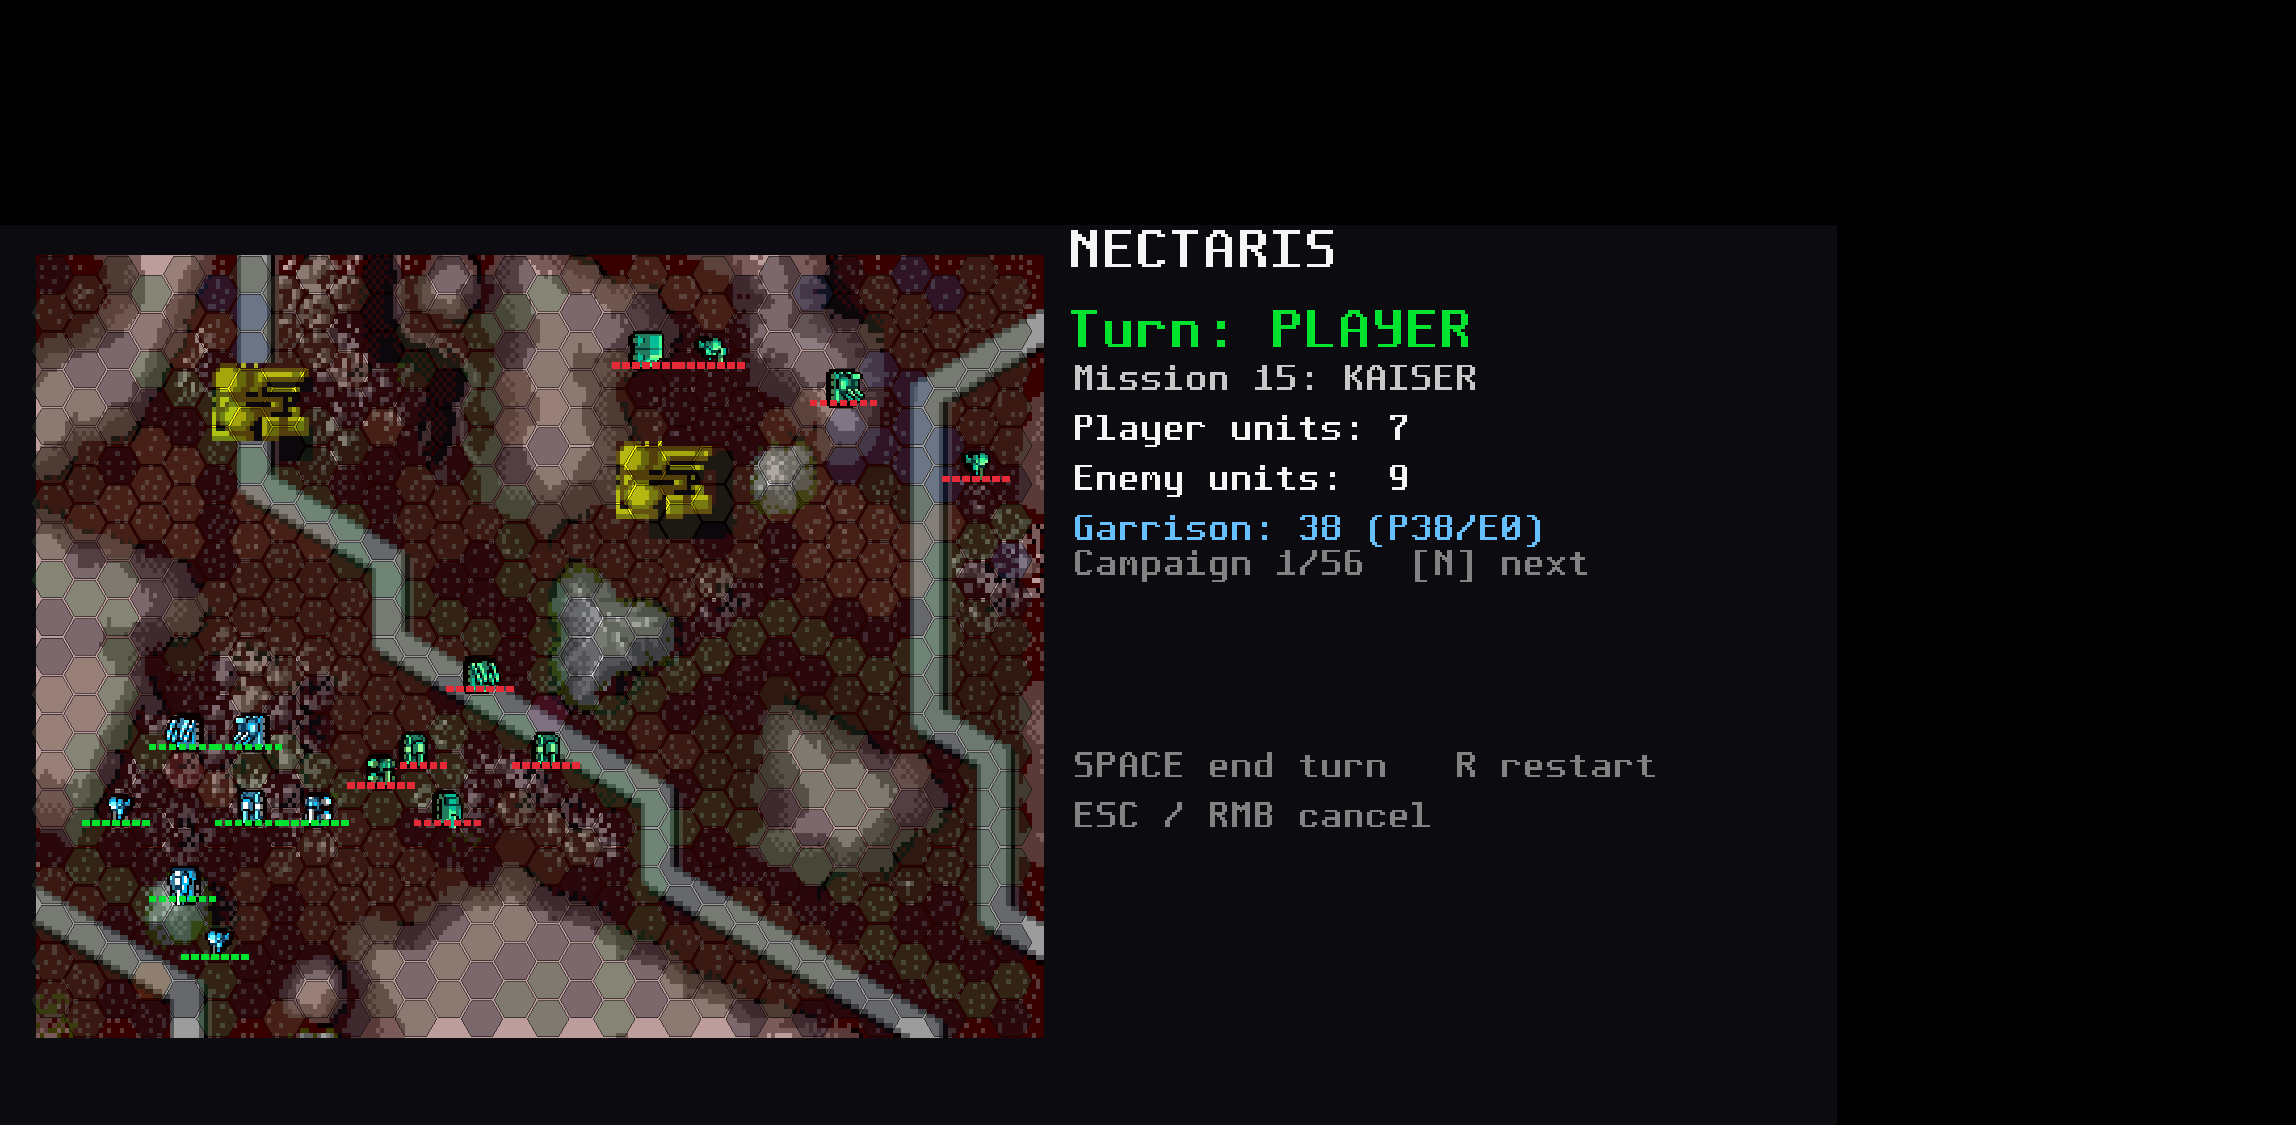 NECTARIS
Turn: PLAYER
Mission 15: KAISER
Player units: 7
Enemy units: 9
Garrison: 38 (P38/E0)
Campaign 1/56 [N] next
SPACE end turn R restart
ESC / RMB cancel